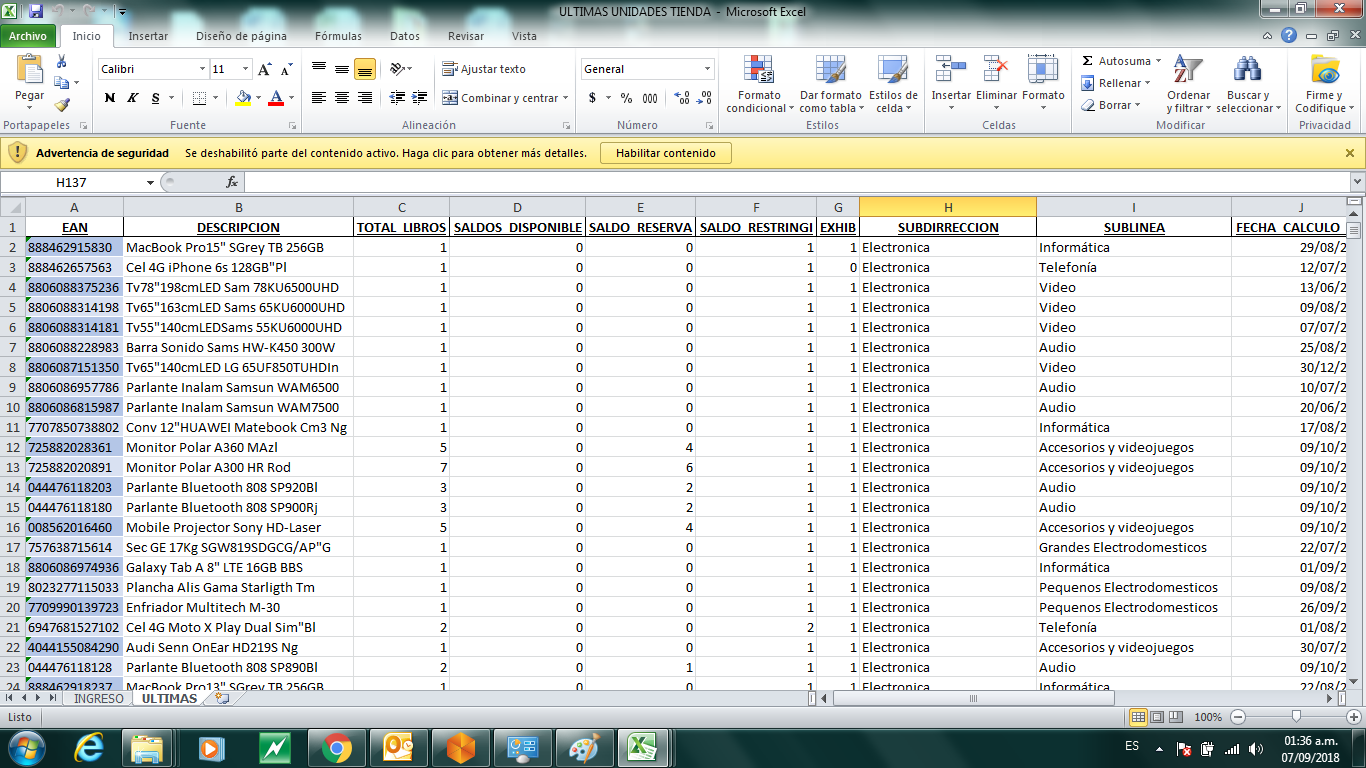 ULTIMAS UNIDADES TIENDA - Microsoft Excel
Archivo Inicio Insertar Diseño de página Fórmulas Datos Revisar Vista
Calibri 11 Ajustar texto General Autosuma
Pegar Formato condicional Dar formato como tabla Estilos de celda Insertar Eliminar Formato Rellenar Ordenar y filtrar Buscar y seleccionar Firme y Codifique
N K S Combinar y centrar $ % 000 Borrar
Portapapeles Fuente Alineación Número Estilos Celdas Modificar Privacidad
Advertencia de seguridad Se deshabilitó parte del contenido activo. Haga clic para obtener más detalles. Habilitar contenido
H137 fx
A B C D E F G H I J
1 EAN DESCRIPCION TOTAL_LIBROS SALDOS_DISPONIBLE SALDO_RESERVA SALDO_RESTRINGI EXHIB SUBDIRRECCION SUBLINEA FECHA_CALCULO
2 888462915830 MacBook Pro15" SGrey TB 256GB 1 0 0 1 1 Electronica Informática 29/08/2
3 888462657563 Cel 4G iPhone 6s 128GB"Pl 1 0 0 1 0 Electronica Telefonía 12/07/2
4 8806088375236 Tv78"198cmLED Sam 78KU6500UHD 1 0 0 1 1 Electronica Video 13/06/2
5 8806088314198 Tv65"163cmLED Sams 65KU6000UHD 1 0 0 1 1 Electronica Video 09/08/2
6 8806088314181 Tv55"140cmLEDSams 55KU6000UHD 1 0 0 1 1 Electronica Video 07/07/2
7 8806088228983 Barra Sonido Sams HW-K450 300W 1 0 0 1 1 Electronica Audio 25/08/2
8 8806087151350 Tv65"140cmLED LG 65UF850TUHDIn 1 0 0 1 1 Electronica Video 30/12/2
9 8806086957786 Parlante Inalam Samsun WAM6500 1 0 0 1 1 Electronica Audio 10/07/2
10 8806086815987 Parlante Inalam Samsun WAM7500 1 0 0 1 1 Electronica Audio 20/06/2
11 7707850738802 Conv 12"HUAWEI Matebook Cm3 Ng 1 0 0 1 1 Electronica Informática 17/08/2
12 725882028361 Monitor Polar A360 MAzl 5 0 4 1 1 Electronica Accesorios y videojuegos 09/10/2
13 725882020891 Monitor Polar A300 HR Rod 7 0 6 1 1 Electronica Accesorios y videojuegos 09/10/2
14 044476118203 Parlante Bluetooth 808 SP920Bl 3 0 2 1 1 Electronica Audio 09/10/2
15 044476118180 Parlante Bluetooth 808 SP900Rj 3 0 2 1 1 Electronica Audio 09/10/2
16 008562016460 Mobile Projector Sony HD-Laser 5 0 4 1 1 Electronica Accesorios y videojuegos 09/10/2
17 757638715614 Sec GE 17Kg SGW819SDGCG/AP"G 1 0 0 1 1 Electronica Grandes Electrodomesticos 22/07/2
18 8806086974936 Galaxy Tab A 8" LTE 16GB BBS 1 0 0 1 1 Electronica Informática 01/09/2
19 8023277115033 Plancha Alis Gama Starligth Tm 1 0 0 1 1 Electronica Pequenos Electrodomesticos 09/08/2
20 7709990139723 Enfriador Multitech M-30 1 0 0 1 1 Electronica Pequenos Electrodomesticos 26/09/2
21 6947681527102 Cel 4G Moto X Play Dual Sim"Bl 2 0 0 2 1 Electronica Telefonía 01/08/2
22 4044155084290 Audi Senn OnEar HD219S Ng 1 0 0 1 1 Electronica Accesorios y videojuegos 30/07/2
23 044476118128 Parlante Bluetooth 808 SP890Bl 2 0 1 1 1 Electronica Audio 09/10/2
24 888462918237 MacBook Pro13" SGrey TB 256GB 1 0 0 1 1 Electronica Informática 22/08/2
INGRESO ULTIMAS
Listo 100%
ES 01:36 a.m.
07/09/2018